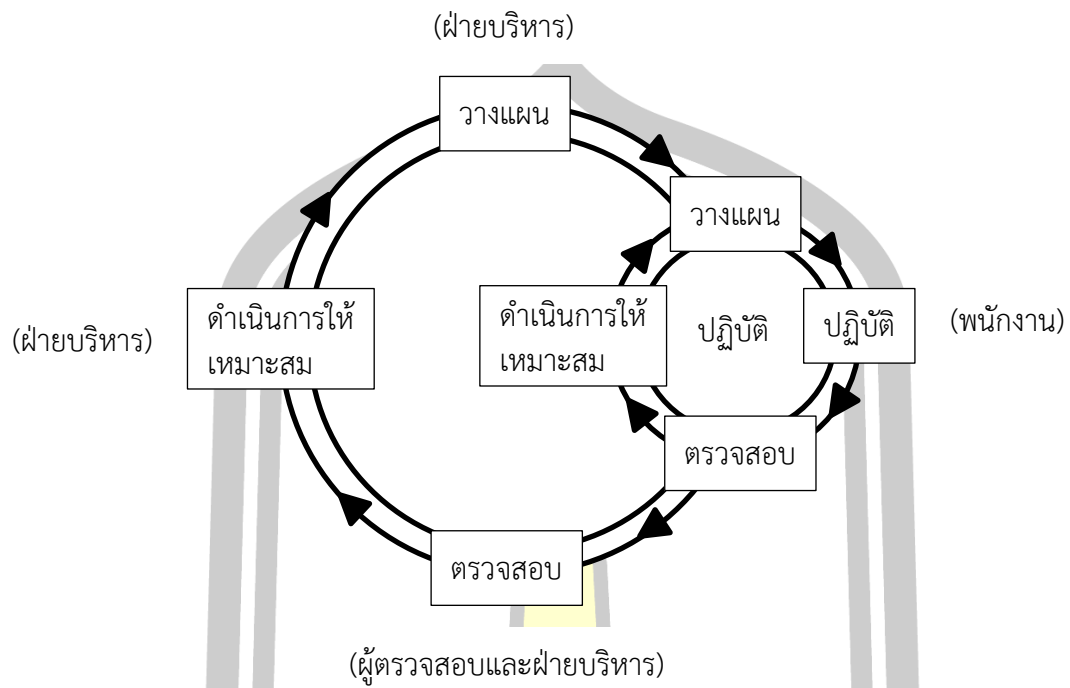 (ฝ่ายบริหาร)
วางแผน
วางแผน
(ฝ่ายบริหาร)
ดำเนินการให้
เหมาะสม
ดำเนินการให้
เหมาะสม
ปฏิบัติ
ปฏิบัติ
(พนักงาน)
ตรวจสอบ
ตรวจสอบ
(ผู้ตรวจสอบและฝ่ายบริหาร)